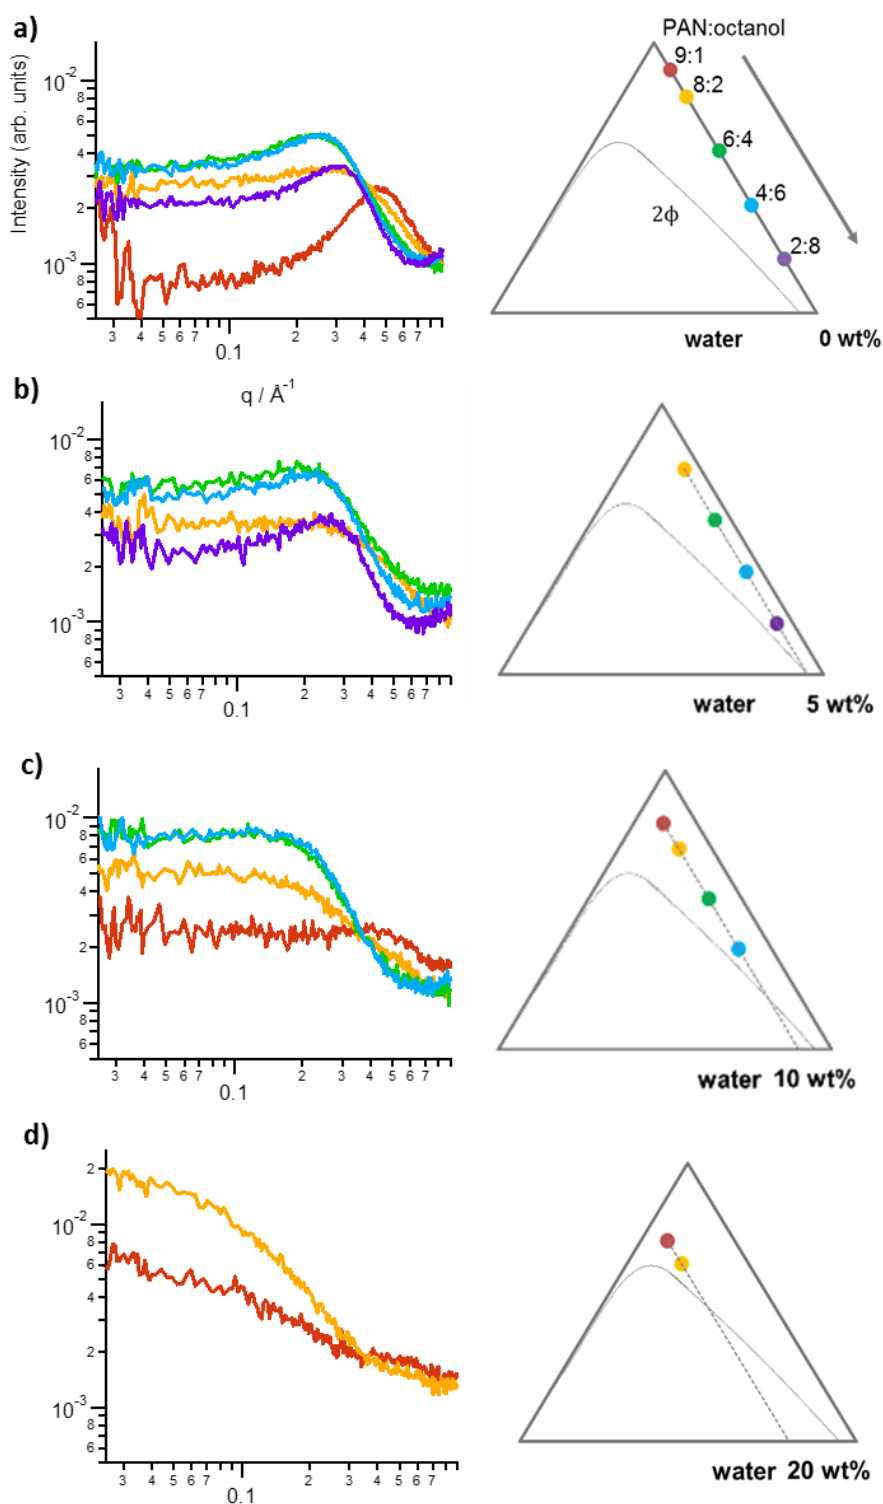 a)
Intensity (arb. units)
10-2
8
6
4
2
10-3
8
6
3 4 5 6 7 2 3 4 5 6 7
0.1
q / Å-1
PAN:octanol
9:1
8:2
6:4
4:6
2:8
2ϕ
water 0 wt%
b)
10-2
8
6
4
2
10-3
8
6
3 4 5 6 7 2 3 4 5 6 7
0.1
water 5 wt%
c)
10-2
8
6
4
2
10-3
8
6
3 4 5 6 7 2 3 4 5 6 7
0.1
water 10 wt%
d)
2
10-2
8
6
4
2
10-3
8
6
3 4 5 6 7 2 3 4 5 6 7
0.1
water 20 wt%